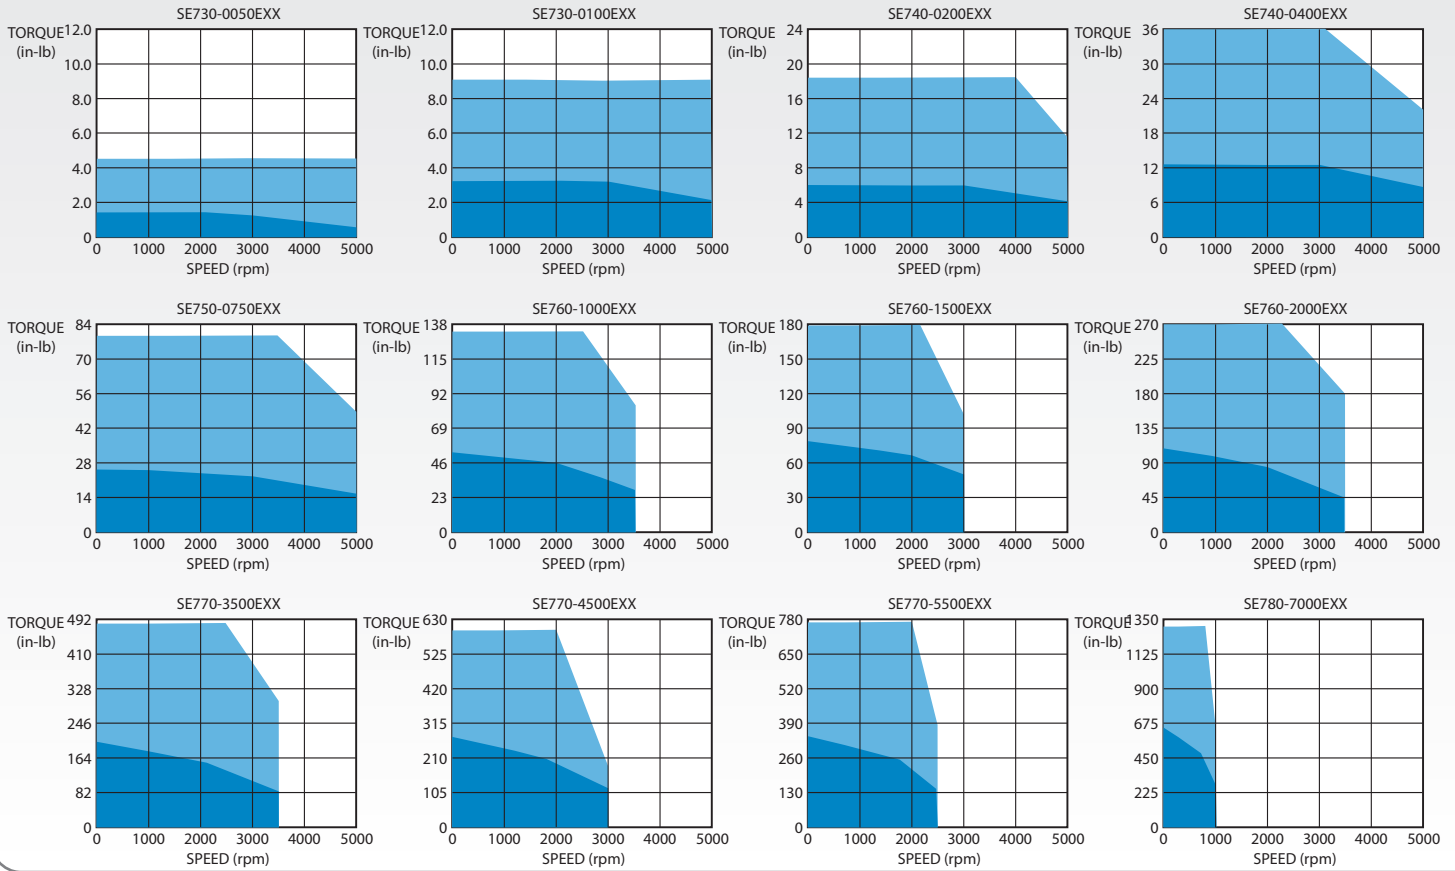 SE730-0050EXX
TORQUE
(in-lb)
12.0
10.0
8.0
6.0
4.0
2.0
0
0 1000 2000 3000 4000 5000
SPEED (rpm)
SE730-0100EXX
TORQUE
(in-lb)
12.0
10.0
8.0
6.0
4.0
2.0
0
0 1000 2000 3000 4000 5000
SPEED (rpm)
SE740-0200EXX
TORQUE
(in-lb)
24
20
16
12
8
4
0
0 1000 2000 3000 4000 5000
SPEED (rpm)
SE740-0400EXX
TORQUE
(in-lb)
36
30
24
18
12
6
0
0 1000 2000 3000 4000 5000
SPEED (rpm)
SE750-0750EXX
TORQUE
(in-lb)
84
70
56
42
28
14
0
0 1000 2000 3000 4000 5000
SPEED (rpm)
SE760-1000EXX
TORQUE
(in-lb)
138
115
92
69
46
23
0
0 1000 2000 3000 4000 5000
SPEED (rpm)
SE760-1500EXX
TORQUE
(in-lb)
180
150
120
90
60
30
0
0 1000 2000 3000 4000 5000
SPEED (rpm)
SE760-2000EXX
TORQUE
(in-lb)
270
225
180
135
90
45
0
0 1000 2000 3000 4000 5000
SPEED (rpm)
SE770-3500EXX
TORQUE
(in-lb)
492
410
328
246
164
82
0
0 1000 2000 3000 4000 5000
SPEED (rpm)
SE770-4500EXX
TORQUE
(in-lb)
630
525
420
315
210
105
0
0 1000 2000 3000 4000 5000
SPEED (rpm)
SE770-5500EXX
TORQUE
(in-lb)
780
650
520
390
260
130
0
0 1000 2000 3000 4000 5000
SPEED (rpm)
SE780-7000EXX
TORQUE
(in-lb)
1350
1125
900
675
450
225
0
0 1000 2000 3000 4000 5000
SPEED (rpm)